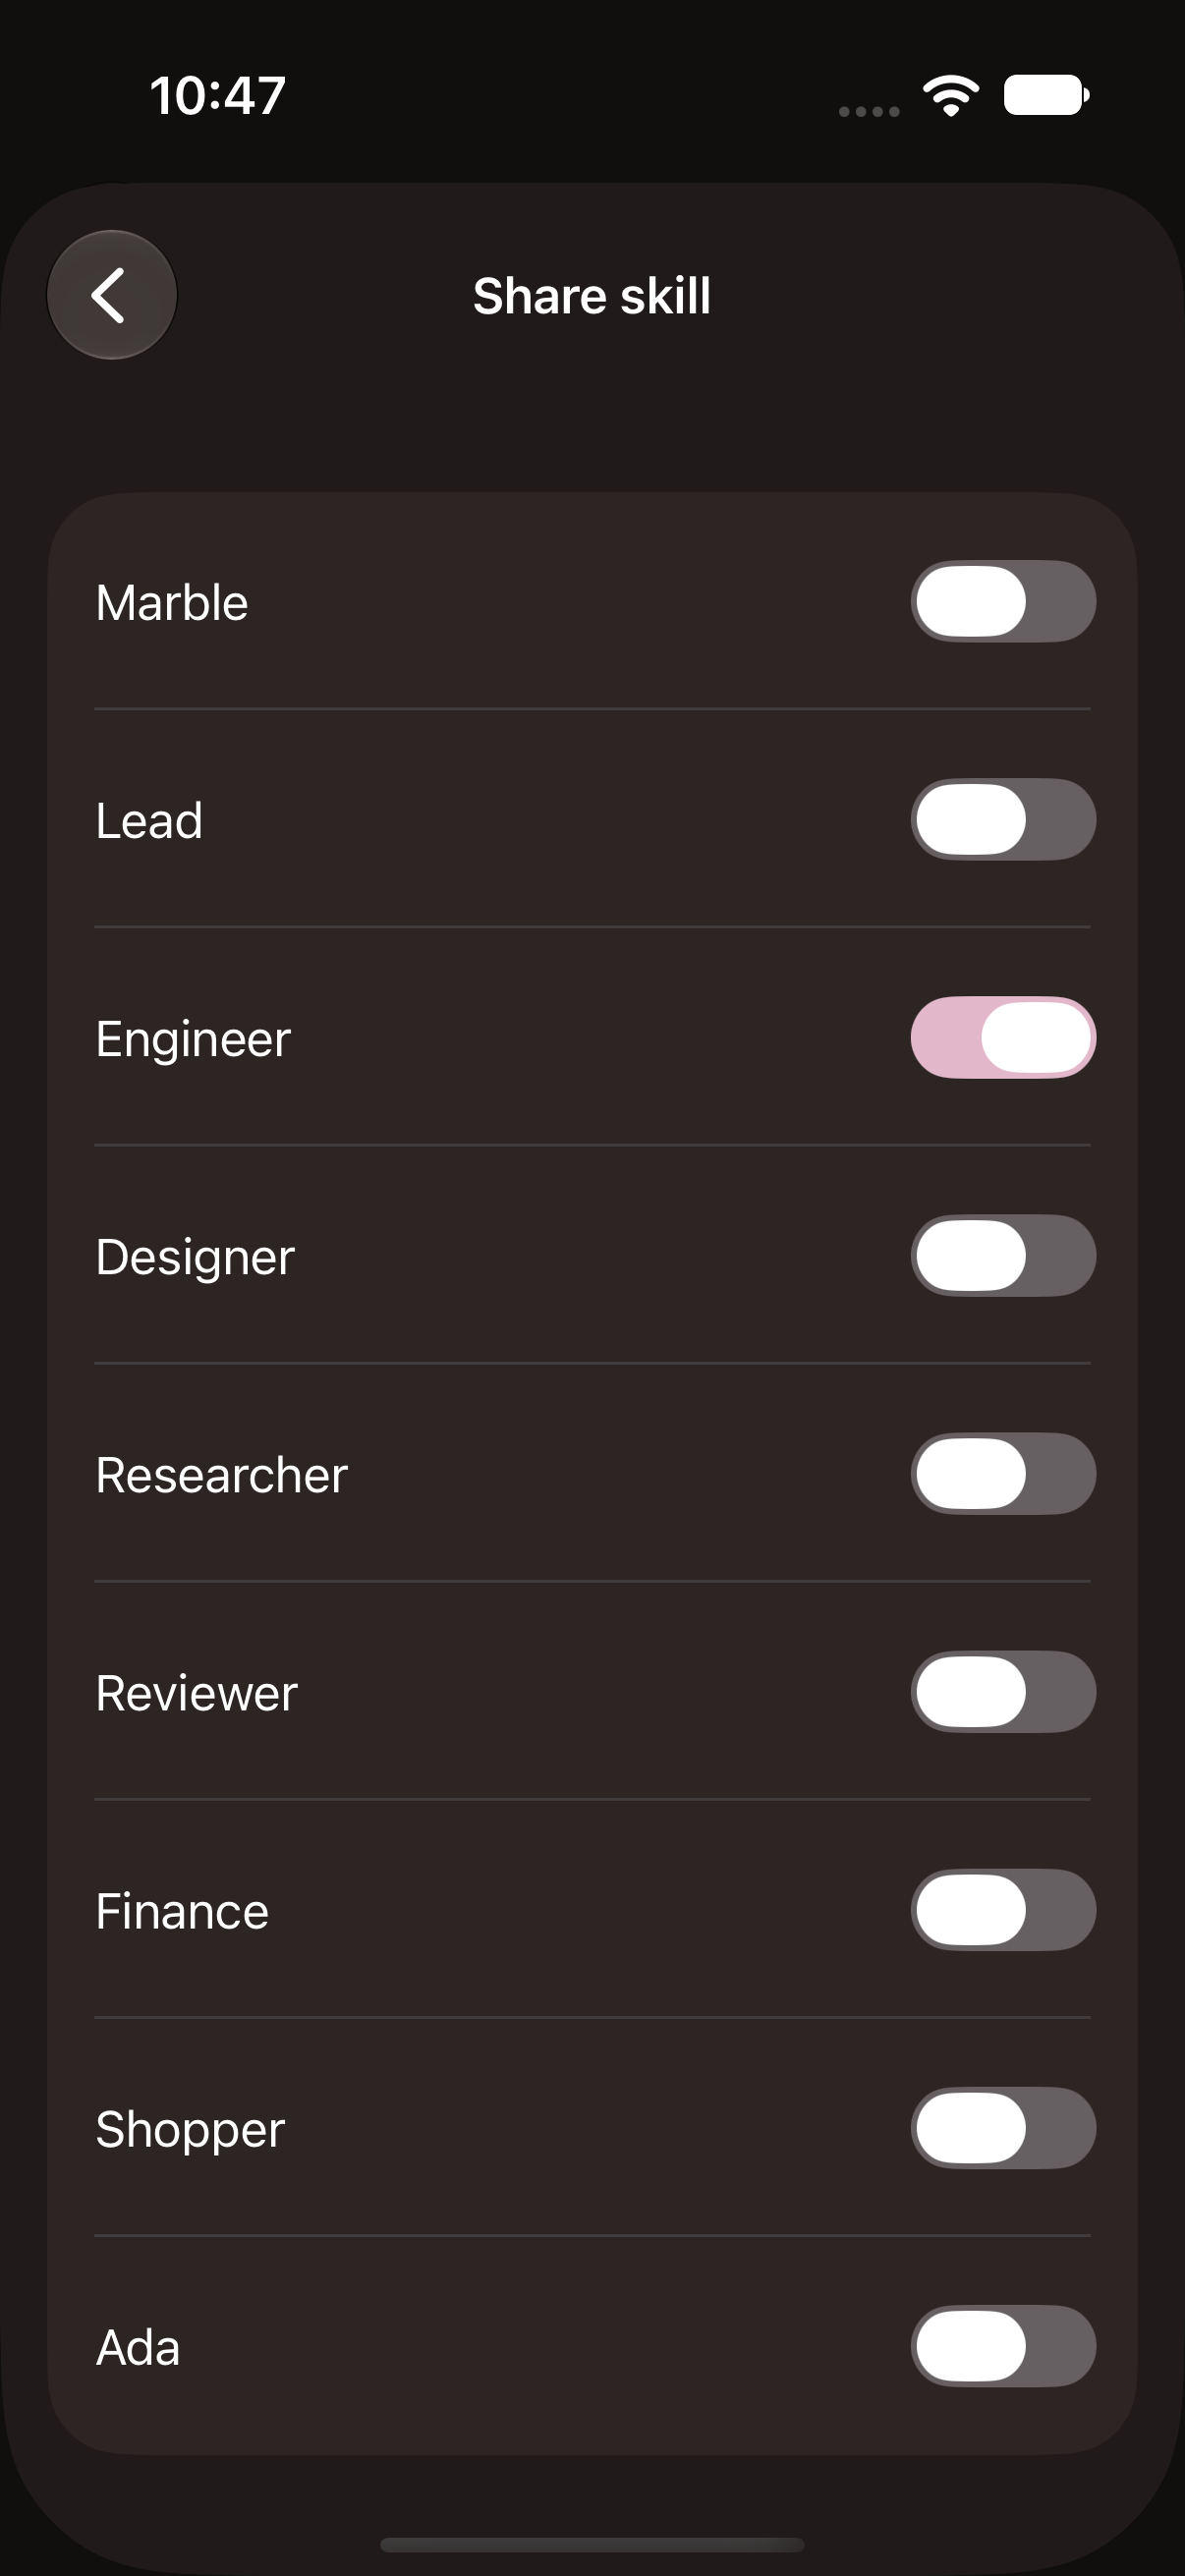 10:47
Share skill
Marble
Lead
Engineer
Designer
Researcher
Reviewer
Finance
Shopper
Ada